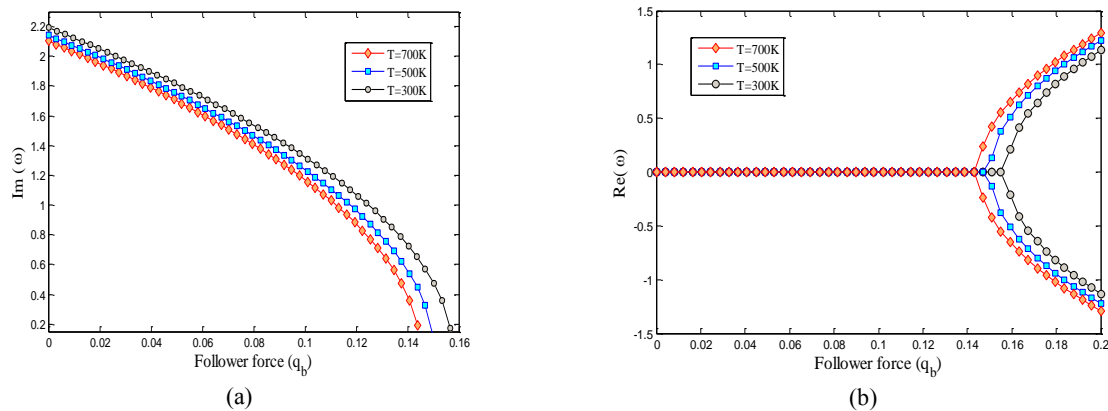 2.2
2
1.8
1.6
1.4
1.2
1
0.8
0.6
0.4
0.2
Im ( ω)
T=700K
T=500K
T=300K
0 0.02 0.04 0.06 0.08 0.1 0.12 0.14 0.16
Follower force (q_b)
(a)
1.5
1
0.5
0
-0.5
-1
-1.5
Re( ω)
T=700K
T=500K
T=300K
0 0.02 0.04 0.06 0.08 0.1 0.12 0.14 0.16 0.18 0.2
Follower force (q_b)
(b)